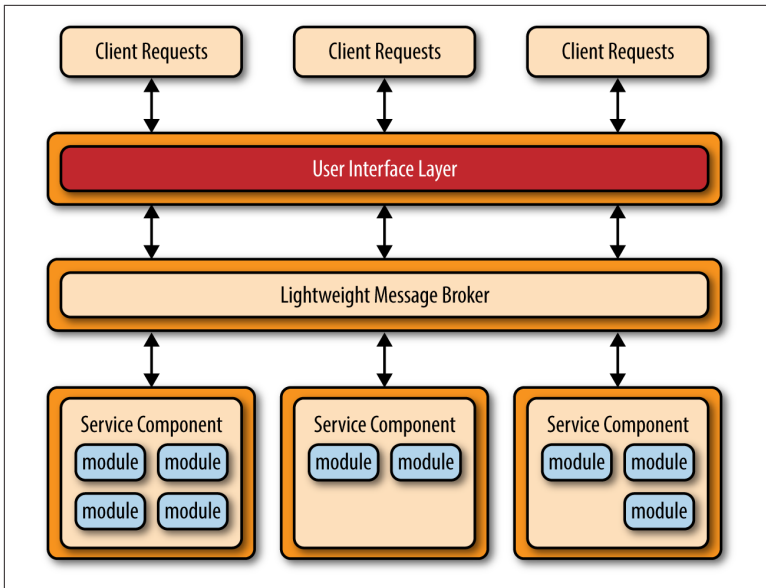 Client Requests
Client Requests
Client Requests
User Interface Layer
Lightweight Message Broker
Service Component
module module
module module
Service Component
module module
Service Component
module module
module